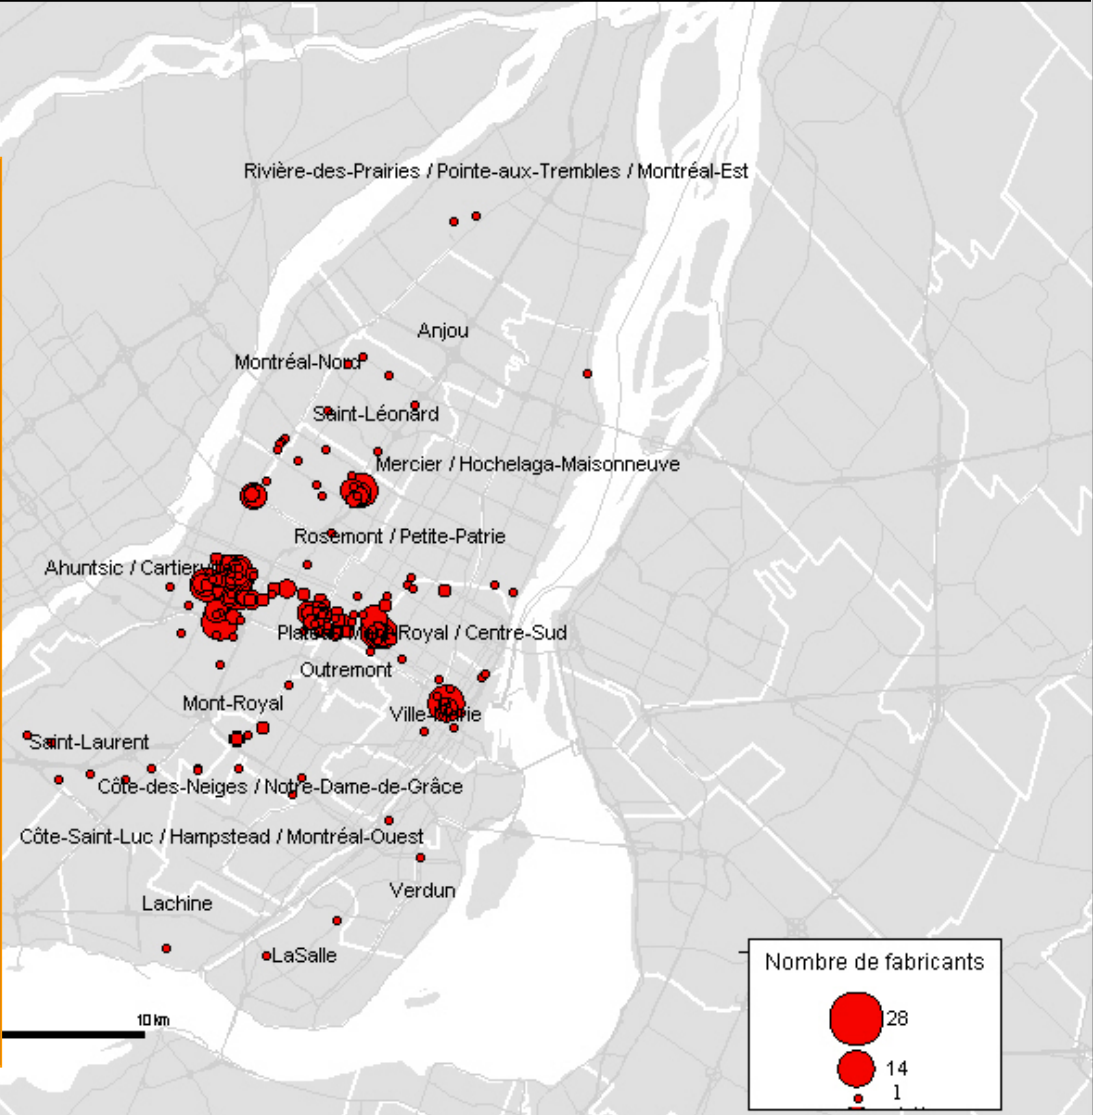 Rivière-des-Prairies / Pointe-aux-Trembles / Montréal-Est
Anjou
Montréal-Nord
Saint-Léonard
Mercier / Hochelaga-Maisonneuve
Rosemont / Petite-Patrie
Ahuntsic / Cartierville
Plateau Mont-Royal / Centre-Sud
Outremont
Mont-Royal
Ville-Marie
Saint-Laurent
Côte-des-Neiges / Notre-Dame-de-Grâce
Côte-Saint-Luc / Hampstead / Montréal-Ouest
Verdun
Lachine
LaSalle
10 km
Nombre de fabricants
28
14
1